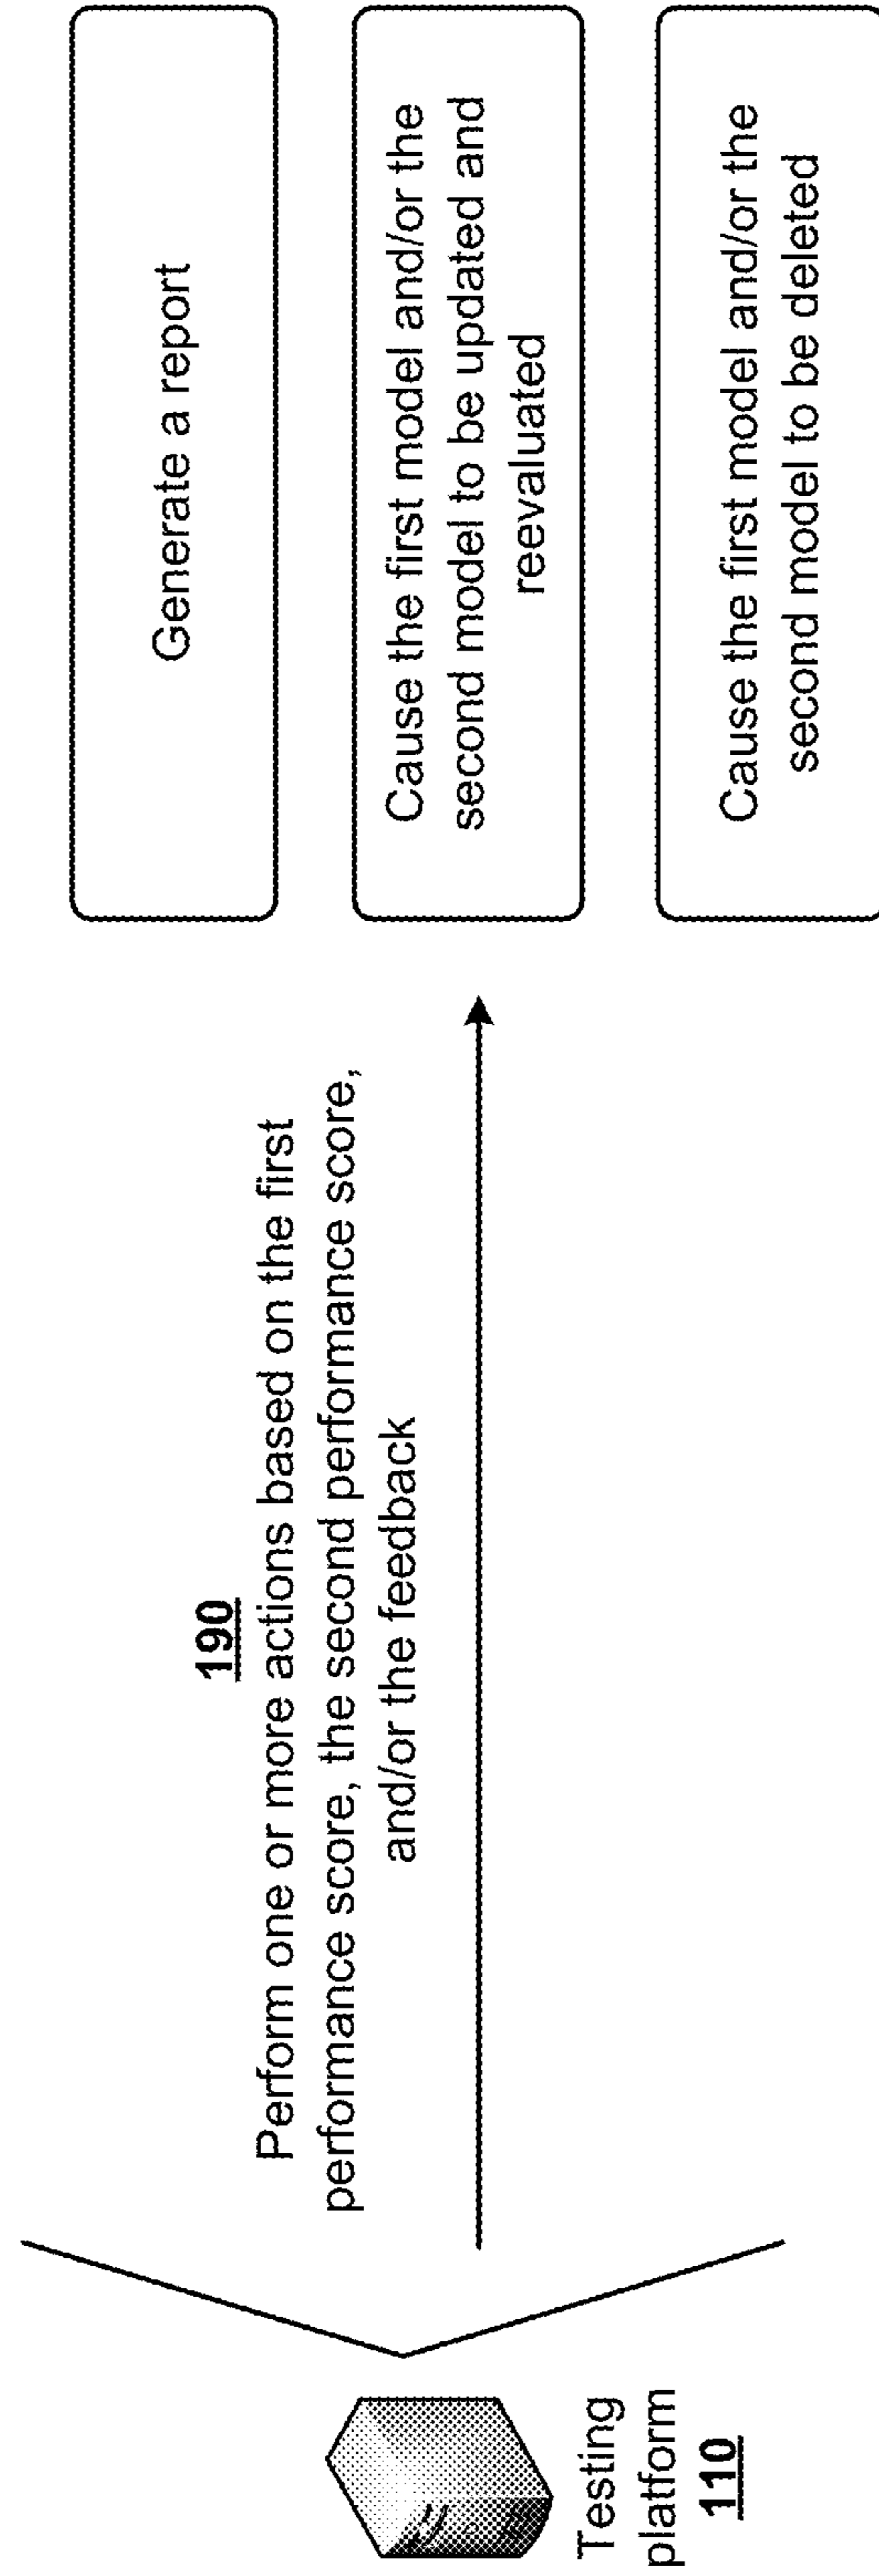 Testing
platform
110
190
Perform one or more actions based on the first
performance score, the second performance score,
and/or the feedback
Generate a report
Cause the first model and/or the
second model to be updated and
reevaluated
Cause the first model and/or the
second model to be deleted